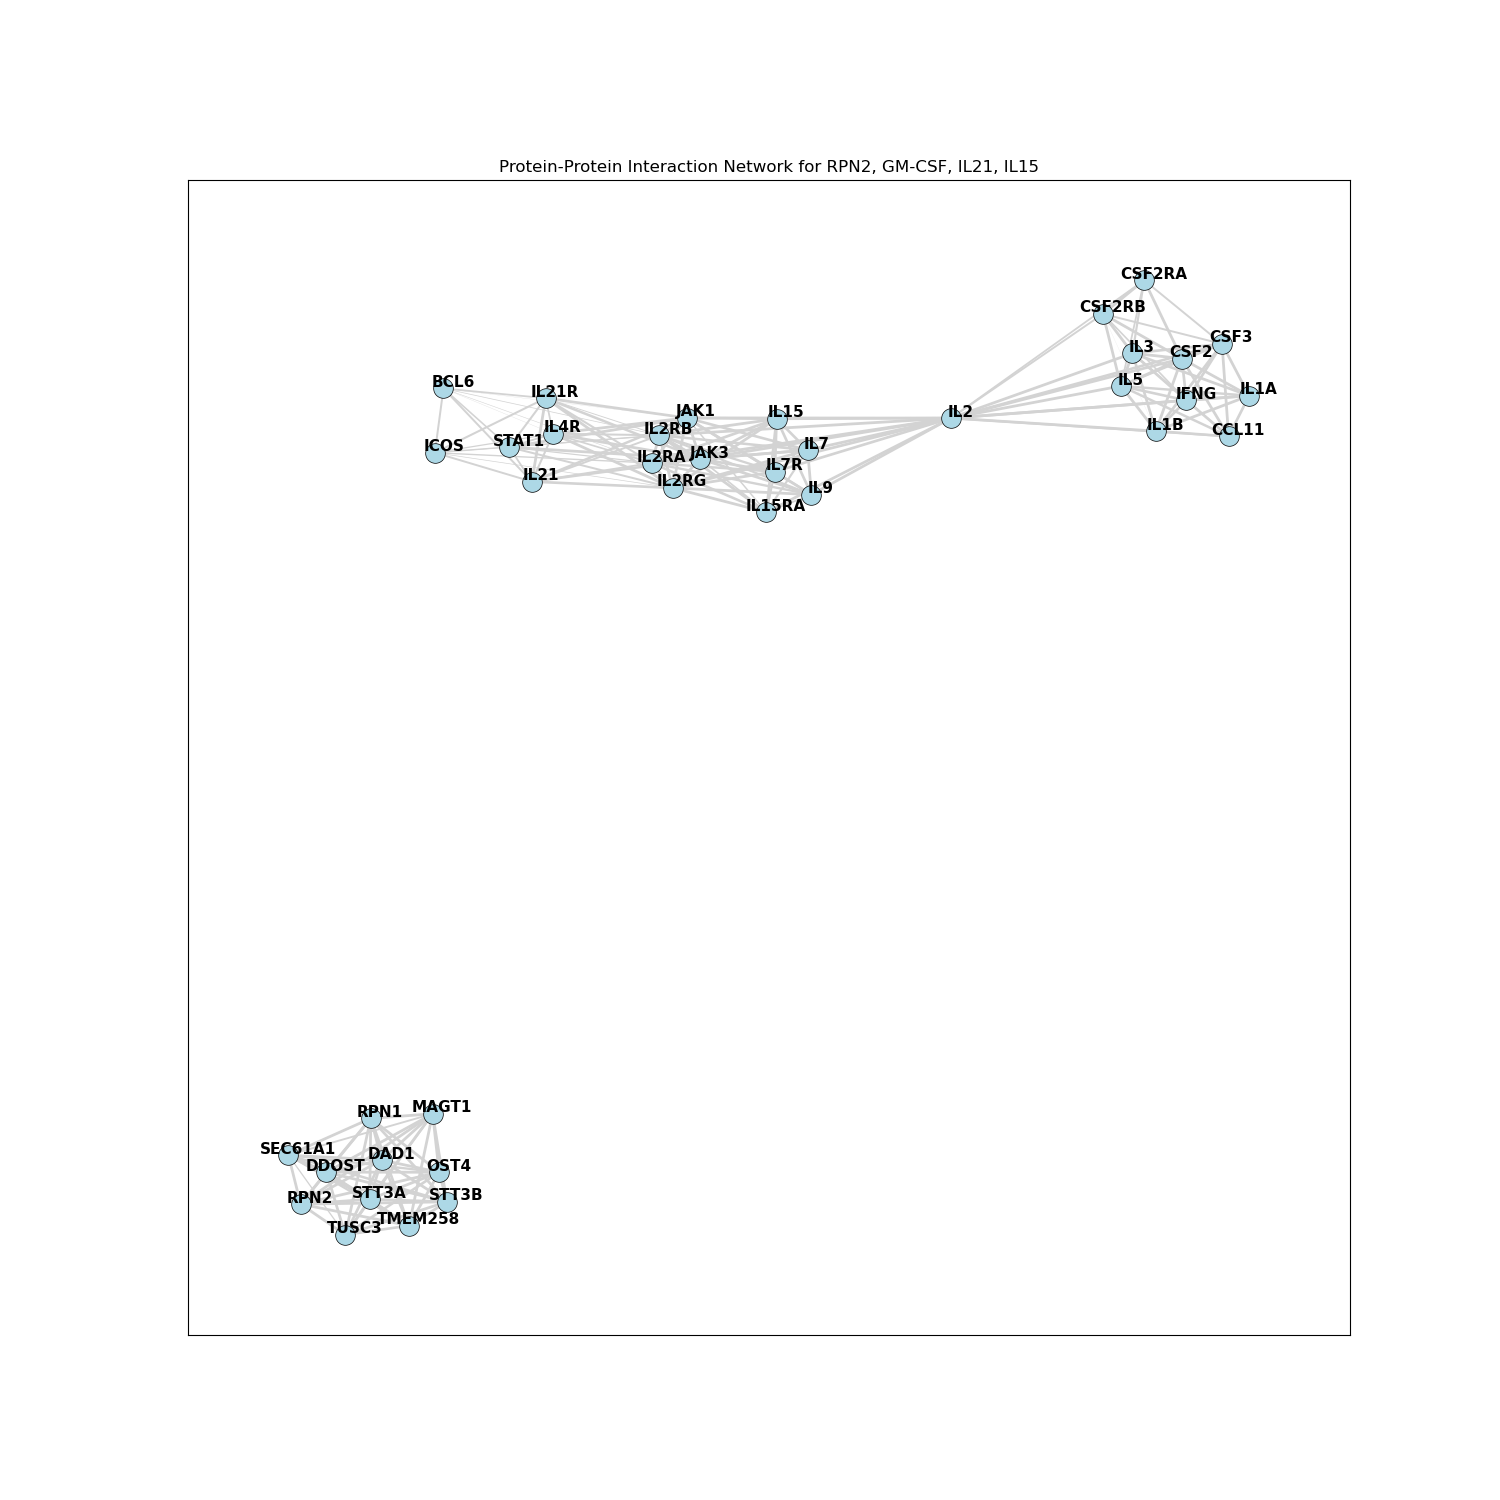 Protein-Protein Interaction Network for RPN2, GM-CSF, IL21, IL15
CSF2RA
CSF2RB
CSF3
IL3
CSF2
BCL6
IL5
IL21R
IFNG
IL1A
JAK1
IL15
IL2
IL4R
IL2RB
IL1B
CCL11
STAT1
ICOS
IL7
JAK3
IL2RA
IL7R
IL21
IL2RG
IL9
IL15RA
MAGT1
RPN1
SEC61A1
DAD1
DDOST
OST4
STT3A
STT3B
RPN2
TMEM258
TUSC3